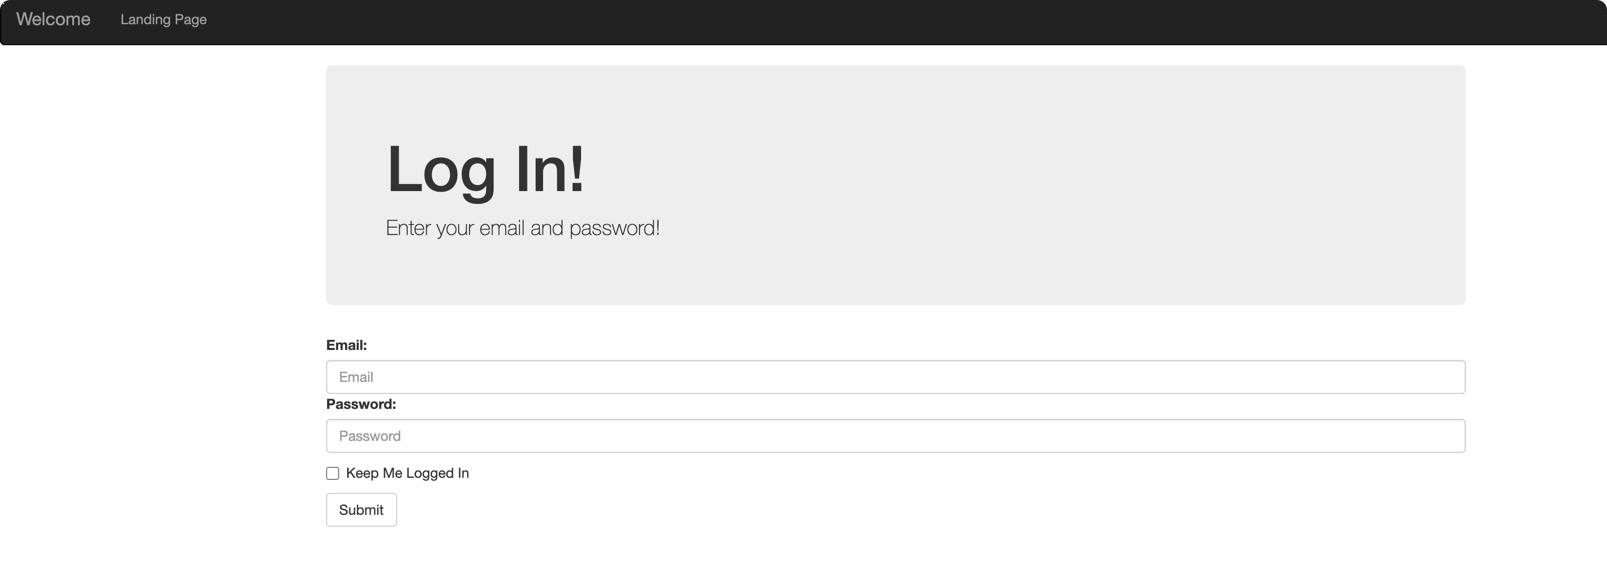 Welcome Landing Page
Log In!
Enter your email and password!
Email:
Email
Password:
Password
Keep Me Logged In
Submit